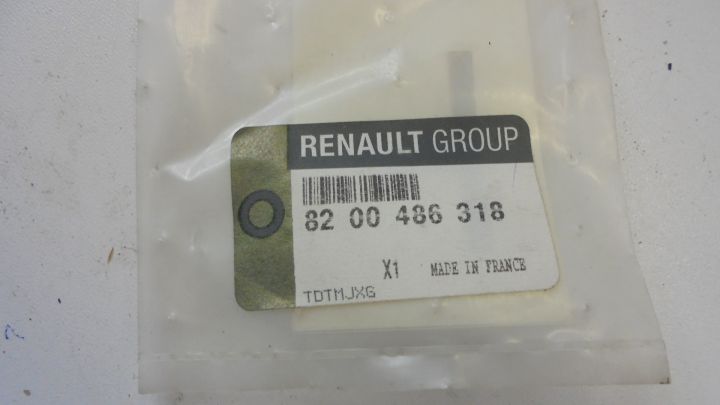 RENAULT GROUP
82 00 486 318
X1 MADE IN FRANCE
TDTMJXG